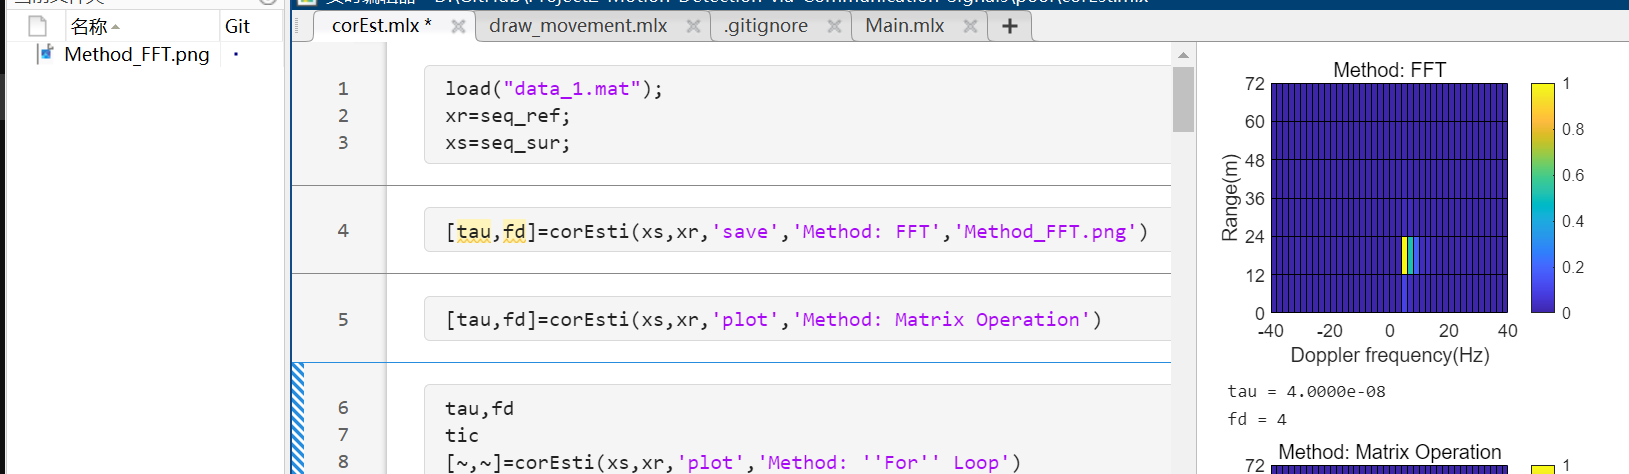 名称
Git
Method_FFT.png
corEst.mlx *
draw_movement.mlx
.gitignore
Main.mlx
1 load("data_1.mat");
2 xr=seq_ref;
3 xs=seq_sur;
4 [tau,fd]=corEsti(xs,xr,'save','Method: FFT','Method_FFT.png')
5 [tau,fd]=corEsti(xs,xr,'plot','Method: Matrix Operation')
6 tau,fd
7 tic
8 [~,~]=corEsti(xs,xr,'plot','Method: ''For'' Loop')
Method: FFT
72
60
48
36
24
12
0
Range(m)
-40 -20 0 20 40
Doppler frequency(Hz)
1
0.8
0.6
0.4
0.2
0
tau = 4.0000e-08
fd = 4
Method: Matrix Operation
72
1